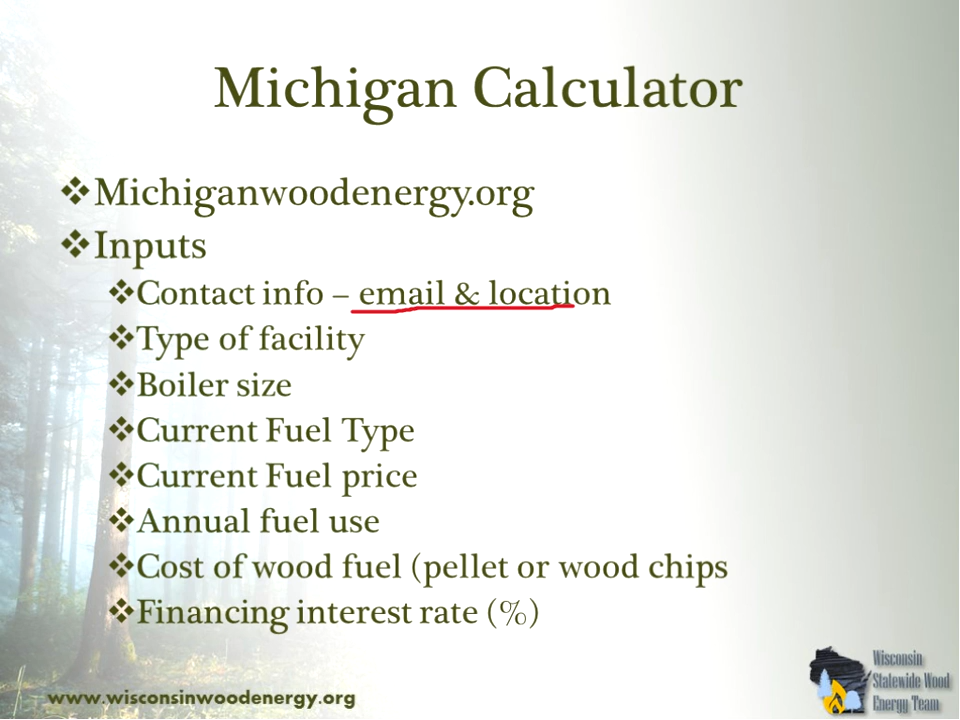 Michigan Calculator
Michiganwoodenergy.org
Inputs
Contact info – email & location
Type of facility
Boiler size
Current Fuel Type
Current Fuel price
Annual fuel use
Cost of wood fuel (pellet or wood chips
Financing interest rate (%)
www.wisconsinwoodenergy.org
Wisconsin
Statewide Wood
Energy Team